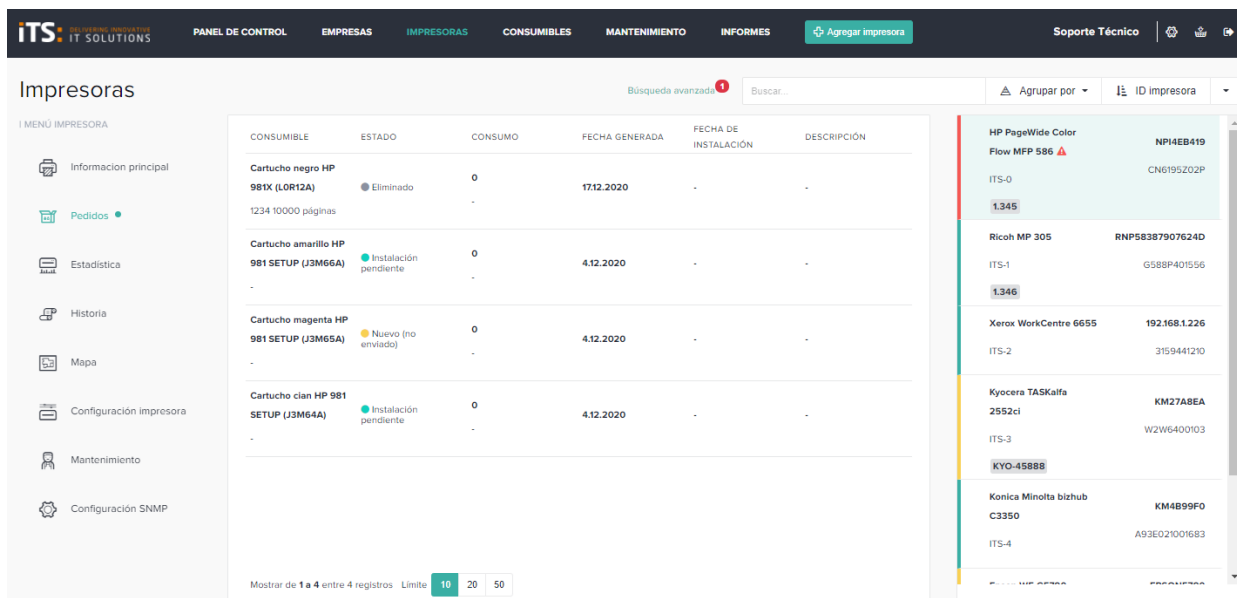 iTS: DELIVERING INNOVATIVE
IT SOLUTIONS
PANEL DE CONTROL
EMPRESAS
IMPRESORAS
CONSUMIBLES
MANTENIMIENTO
INFORMES
Agregar impresora
Soporte Técnico
Impresoras
Búsqueda avanzada 1
Buscar...
Agrupar por
ID impresora
I MENÚ IMPRESORA
Informacion principal
Pedidos
Estadística
Historia
Mapa
Configuración impresora
Mantenimiento
Configuración SNMP
CONSUMIBLE ESTADO CONSUMO FECHA GENERADA FECHA DE DESCRIPCIÓN
INSTALACIÓN
Cartucho negro HP
981X (L0R12A) Eliminado 0 17.12.2020 - -
-
1234 10000 páginas
Cartucho amarillo HP
981 SETUP (J3M66A) Instalación 0 4.12.2020 - -
pendiente
-
-
Cartucho magenta HP
981 SETUP (J3M65A) Nuevo (no 0 4.12.2020 - -
enviado)
-
-
Cartucho cian HP 981
SETUP (J3M64A) Instalación 0 4.12.2020 - -
pendiente
-
-
Mostrar de 1 a 4 entre 4 registros Límite 10 20 50
HP PageWide Color
Flow MFP 586
NPI4EB419
CN6195Z02P
ITS-0
1.345
Ricoh MP 305 RNP58387907624D
ITS-1 G588P401556
1.346
Xerox WorkCentre 6655 192.168.1.226
ITS-2 3159441210
Kyocera TASKalfa
2552ci
KM27A8EA
W2W6400103
ITS-3
KYO-45888
Konica Minolta bizhub
C3350
KM4B99F0
A93E021001683
ITS-4